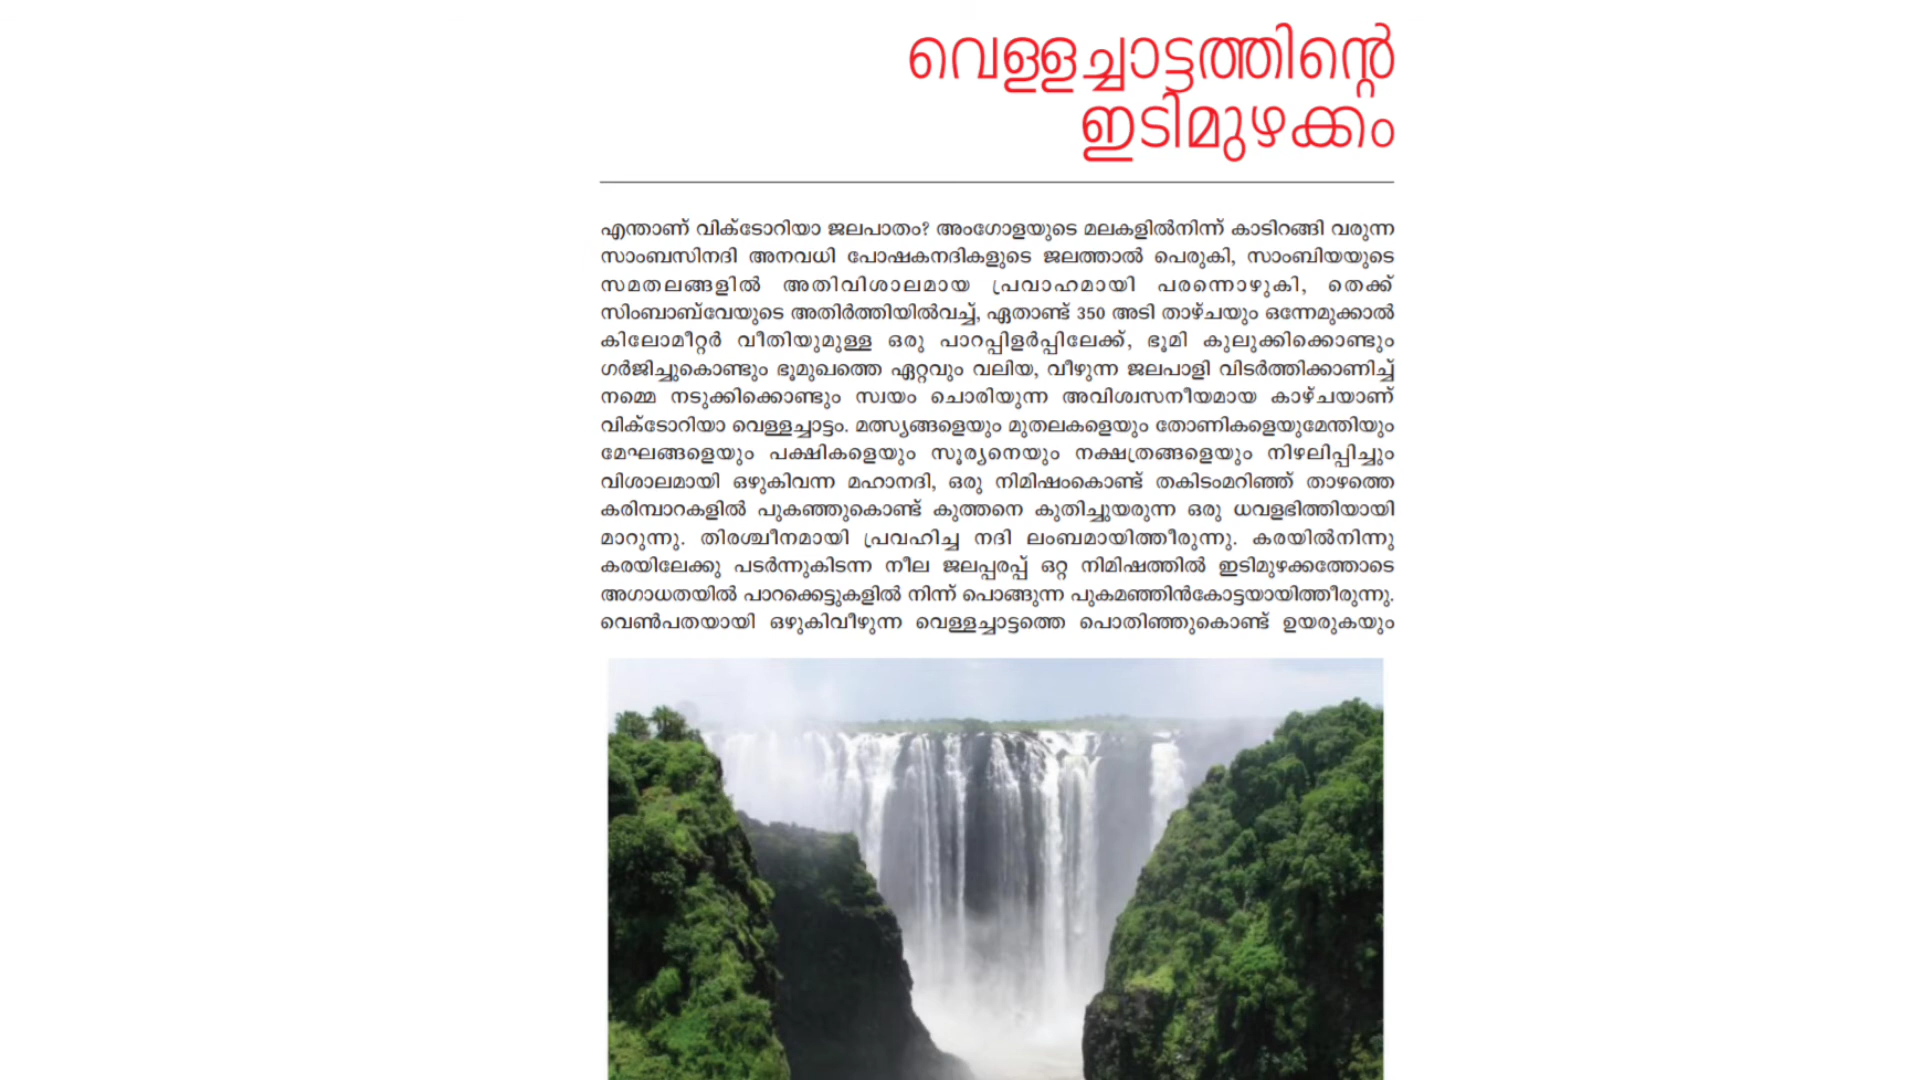 വെള്ളച്ചാട്ടത്തിന്റെ
ഇടിമുഴക്കം
എന്താണ് വിക്ടോറിയാ ജലപാതം? അംഗോളയുടെ മലകളിൽനിന്ന് കാടിറങ്ങി വരുന്ന
സാംബസിനദി അനവധി പോഷകനദികളുടെ ജലത്താൽ പെരുകി, സാംബിയയുടെ
സമതലങ്ങളിൽ അതിവിശാലമായ പ്രവാഹമായി പരന്നൊഴുകി, തെക്ക്
സിംബാബ്‌വേയുടെ അതിർത്തിയിൽവച്ച്, ഏതാണ്ട് 350 അടി താഴ്ചയും ഒന്നേമുക്കാൽ
കിലോമീറ്റർ വീതിയുമുള്ള ഒരു പാറപ്പിളർപ്പിലേക്ക്, ഭൂമി കുലുക്കിക്കൊണ്ടും
ഗർജിച്ചുകൊണ്ടും ഭൂമുഖത്തെ ഏറ്റവും വലിയ, വീഴുന്ന ജലപാളി വിടർത്തിക്കാണിച്ച്
നമ്മെ നടുക്കിക്കൊണ്ടും സ്വയം ചൊരിയുന്ന അവിശ്വസനീയമായ കാഴ്ചയാണ്
വിക്ടോറിയാ വെള്ളച്ചാട്ടം. മത്സ്യങ്ങളെയും മുതലകളെയും തോണികളെയുമേന്തിയും
മേഘങ്ങളെയും പക്ഷികളെയും സൂര്യനെയും നക്ഷത്രങ്ങളെയും നിഴലിപ്പിച്ചും
വിശാലമായി ഒഴുകിവന്ന മഹാനദി, ഒരു നിമിഷംകൊണ്ട് തകിടംമറിഞ്ഞ് താഴത്തെ
കരിമ്പാറകളിൽ പുകഞ്ഞുകൊണ്ട് കുത്തനെ കുതിച്ചുയരുന്ന ഒരു ധവളഭിത്തിയായി
മാറുന്നു. തിരശ്ചീനമായി പ്രവഹിച്ച നദി ലംബമായിത്തീരുന്നു. കരയിൽനിന്നു
കരയിലേക്കു പടർന്നുകിടന്ന നീല ജലപ്പരപ്പ് ഒറ്റ നിമിഷത്തിൽ ഇടിമുഴക്കത്തോടെ
അഗാധതയിൽ പാറക്കെട്ടുകളിൽ നിന്ന് പൊങ്ങുന്ന പുകമഞ്ഞിൻകോട്ടയായിത്തീരുന്നു.
വെൺപതയായി ഒഴുകിവീഴുന്ന വെള്ളച്ചാട്ടത്തെ പൊതിഞ്ഞുകൊണ്ട് ഉയരുകയും